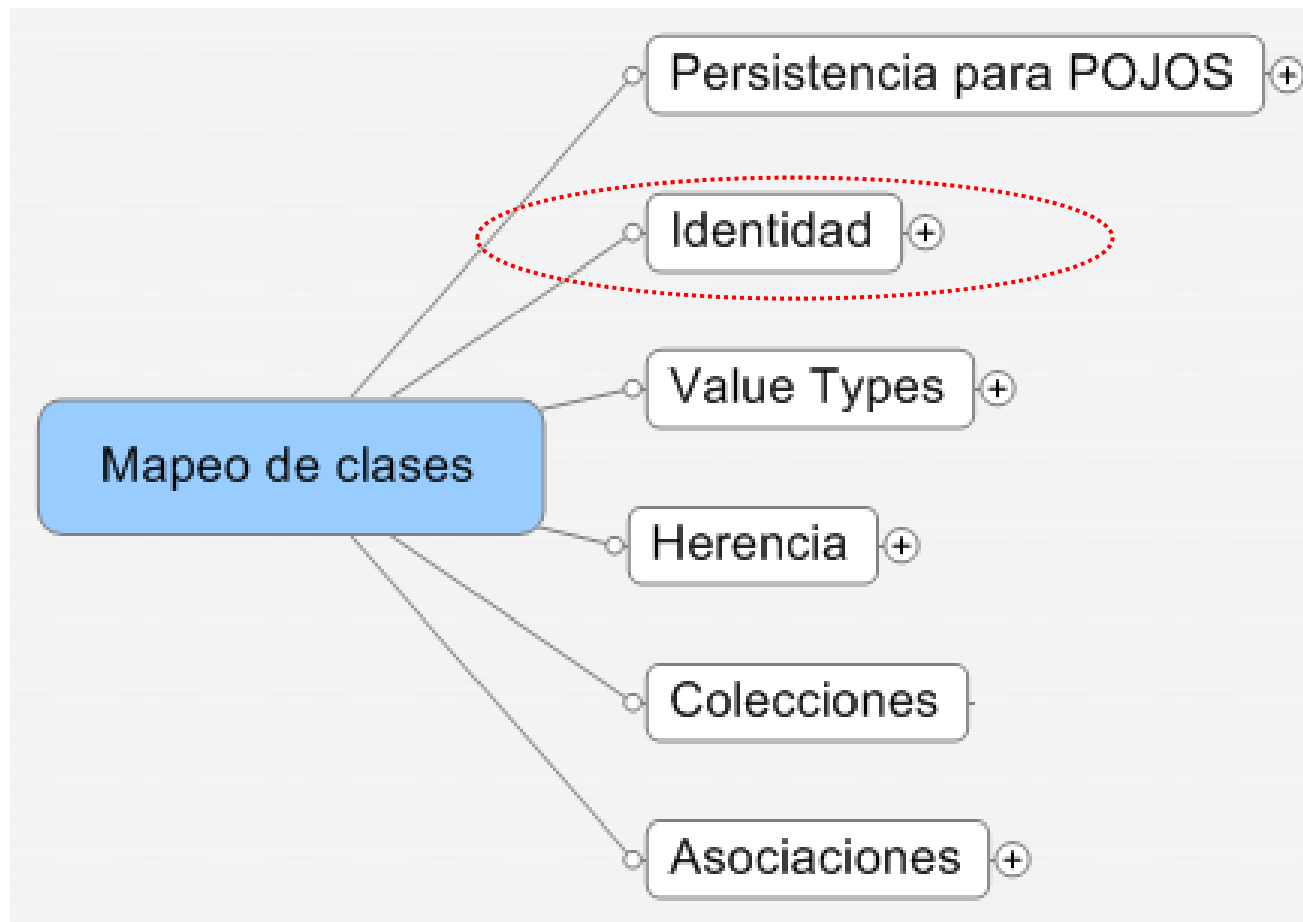 Persistencia para POJOS
Identidad
Value Types
Mapeo de clases
Herencia
Colecciones
Asociaciones